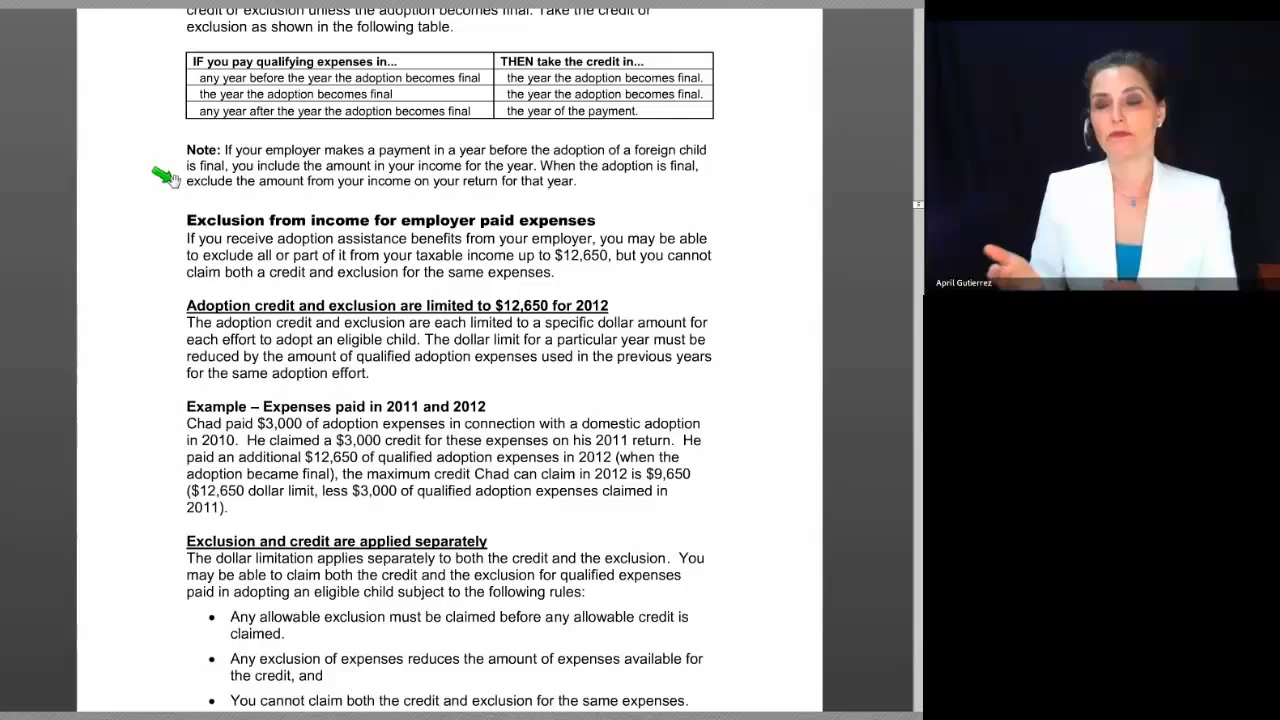 credit or exclusion unless the adoption becomes final. Take the credit or
exclusion as shown in the following table.
IF you pay qualifying expenses in... THEN take the credit in...
any year before the year the adoption becomes final the year the adoption becomes final.
the year the adoption becomes final the year the adoption becomes final.
any year after the year the adoption becomes final the year of the payment.
Note: If your employer makes a payment in a year before the adoption of a foreign child
is final, you include the amount in your income for the year. When the adoption is final,
exclude the amount from your income on your return for that year.
Exclusion from income for employer paid expenses
If you receive adoption assistance benefits from your employer, you may be able
to exclude all or part of it from your taxable income up to $12,650, but you cannot
claim both a credit and exclusion for the same expenses.
Adoption credit and exclusion are limited to $12,650 for 2012
The adoption credit and exclusion are each limited to a specific dollar amount for
each effort to adopt an eligible child. The dollar limit for a particular year must be
reduced by the amount of qualified adoption expenses used in the previous years
for the same adoption effort.
Example – Expenses paid in 2011 and 2012
Chad paid $3,000 of adoption expenses in connection with a domestic adoption
in 2010. He claimed a $3,000 credit for these expenses on his 2011 return. He
paid an additional $12,650 of qualified adoption expenses in 2012 (when the
adoption became final), the maximum credit Chad can claim in 2012 is $9,650
($12,650 dollar limit, less $3,000 of qualified adoption expenses claimed in
2011).
Exclusion and credit are applied separately
The dollar limitation applies separately to both the credit and the exclusion. You
may be able to claim both the credit and the exclusion for qualified expenses
paid in adopting an eligible child subject to the following rules:
• Any allowable exclusion must be claimed before any allowable credit is
claimed.
• Any exclusion of expenses reduces the amount of expenses available for
the credit, and
• You cannot claim both the credit and exclusion for the same expenses.
April Gutierrez